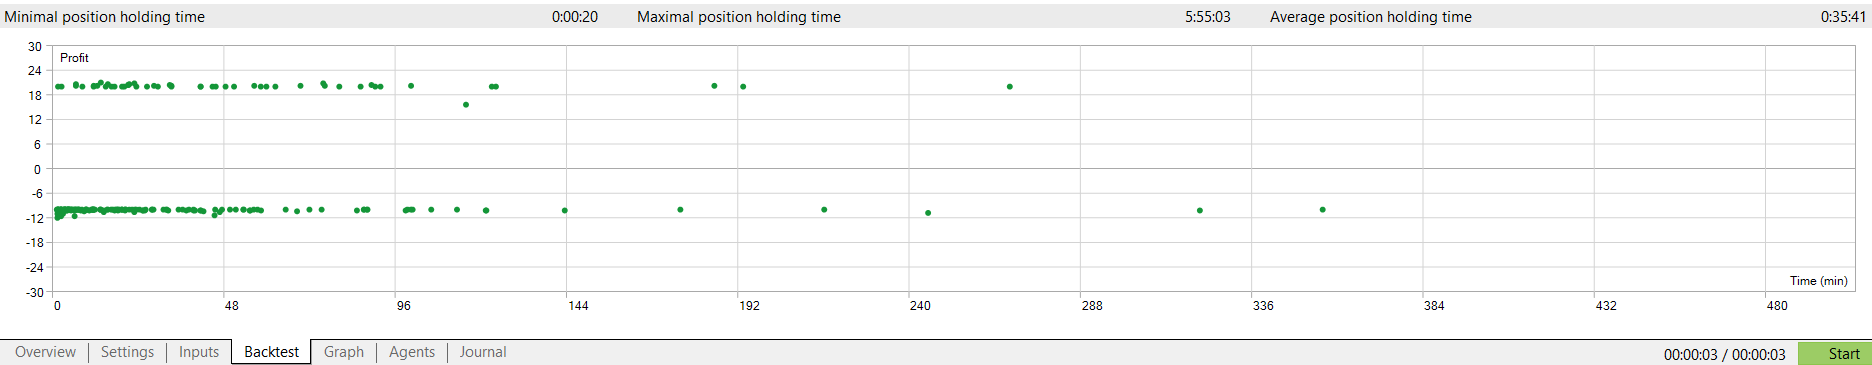 Minimal position holding time 0:00:20 Maximal position holding time 5:55:03 Average position holding time 0:35:41
30
Profit
24
18
12
6
0
-6
-12
-18
-24
Time (min)
-30
0 48 96 144 192 240 288 336 384 432 480
Overview Settings Inputs Backtest Graph Agents Journal 00:00:03 / 00:00:03 Start